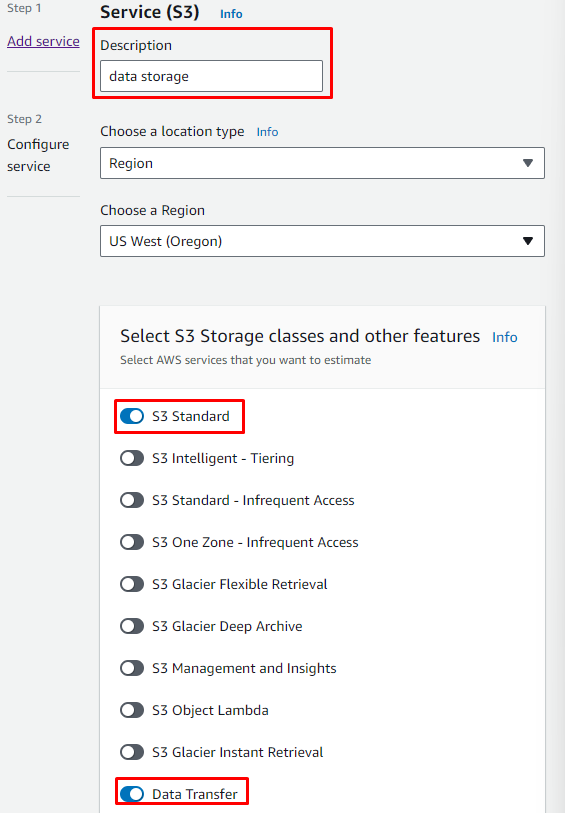 Step 1
Add service
Step 2
Configure
service
Service (S3) Info
Description
data storage
Choose a location type Info
Region
Choose a Region
US West (Oregon)
Select S3 Storage classes and other features Info
Select AWS services that you want to estimate
S3 Standard
S3 Intelligent - Tiering
S3 Standard - Infrequent Access
S3 One Zone - Infrequent Access
S3 Glacier Flexible Retrieval
S3 Glacier Deep Archive
S3 Management and Insights
S3 Object Lambda
S3 Glacier Instant Retrieval
Data Transfer